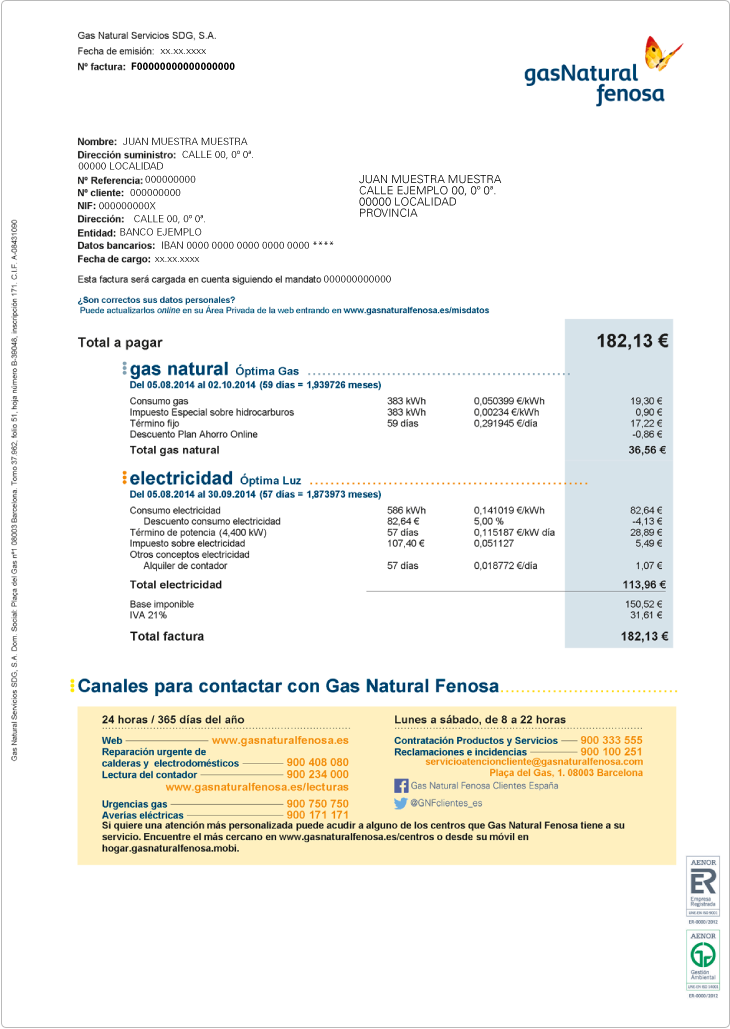 Gas Natural Servicios SDG, S.A.
Fecha de emisión: xx.xx.xxxx
Nº factura: F00000000000000000
gasNatural
fenosa
Nombre: JUAN MUESTRA MUESTRA
Dirección suministro: CALLE 00, 0º 0ª.
00000 LOCALIDAD
Nº Referencia: 000000000
Nº cliente: 000000000
NIF: 000000000X
Dirección: CALLE 00, 0º 0ª.
Entidad: BANCO EJEMPLO
Datos bancarios: IBAN 0000 0000 0000 0000 0000 ****
Fecha de cargo: xx.xx.xxxx
JUAN MUESTRA MUESTRA
CALLE EJEMPLO 00, 0º 0ª.
00000 LOCALIDAD
PROVINCIA
Esta factura será cargada en cuenta siguiendo el mandato 000000000000
¿Son correctos sus datos personales?
Puede actualizarlos online en su Área Privada de la web entrando en www.gasnaturalfenosa.es/misdatos
Total a pagar 182,13 €
gas natural Óptima Gas
Del 05.08.2014 al 02.10.2014 (59 días = 1,939726 meses)
Consumo gas 383 kWh 0,050399 €/kWh 19,30 €
Impuesto Especial sobre hidrocarburos 383 kWh 0,00234 €/kWh 0,90 €
Término fijo 59 días 0,291945 €/día 17,22 €
Descuento Plan Ahorro Online -0,86 €
Total gas natural 36,56 €
electricidad Óptima Luz
Del 05.08.2014 al 30.09.2014 (57 días = 1,873973 meses)
Consumo electricidad 586 kWh 0,141019 €/kWh 82,64 €
Descuento consumo electricidad 82,64 € 5,00 % -4,13 €
Término de potencia (4,400 kW) 57 días 0,115187 €/kW día 28,89 €
Impuesto sobre electricidad 107,40 € 0,051127 5,49 €
Otros conceptos electricidad
Alquiler de contador 57 días 0,018772 €/día 1,07 €
Total electricidad 113,96 €
Base imponible 150,52 €
IVA 21% 31,61 €
Total factura 182,13 €
Canales para contactar con Gas Natural Fenosa
24 horas / 365 días del año
Web www.gasnaturalfenosa.es
Reparación urgente de
calderas y electrodomésticos 900 408 080
Lectura del contador 900 234 000
www.gasnaturalfenosa.es/lecturas
Urgencias gas 900 750 750
Averias eléctricas 900 171 171
Lunes a sábado, de 8 a 22 horas
Contratación Productos y Servicios 900 333 555
Reclamaciones e incidencias 900 100 251
servicioatencioncliente@gasnaturalfenosa.com
Plaça del Gas, 1. 08003 Barcelona
Gas Natural Fenosa Clientes España
@GNFclientes_es
Si quiere una atención más personalizada puede acudir a alguno de los centros que Gas Natural Fenosa tiene a su
servicio. Encuentre el más cercano en www.gasnaturalfenosa.es/centros o desde su móvil en
hogar.gasnaturalfenosa.mobi.
Gas Natural Servicios SDG, S.A. Dom. Social: Plaça del Gas nº1 08003 Barcelona. Tomo 37.982, folio 51, hoja número B-39048, inscripción 171. C.I.F. A-08431090
AENOR
ER
Empresa
Registrada
ER-0000/2012
AENOR
Gestión
Ambiental
ER-0000/2012